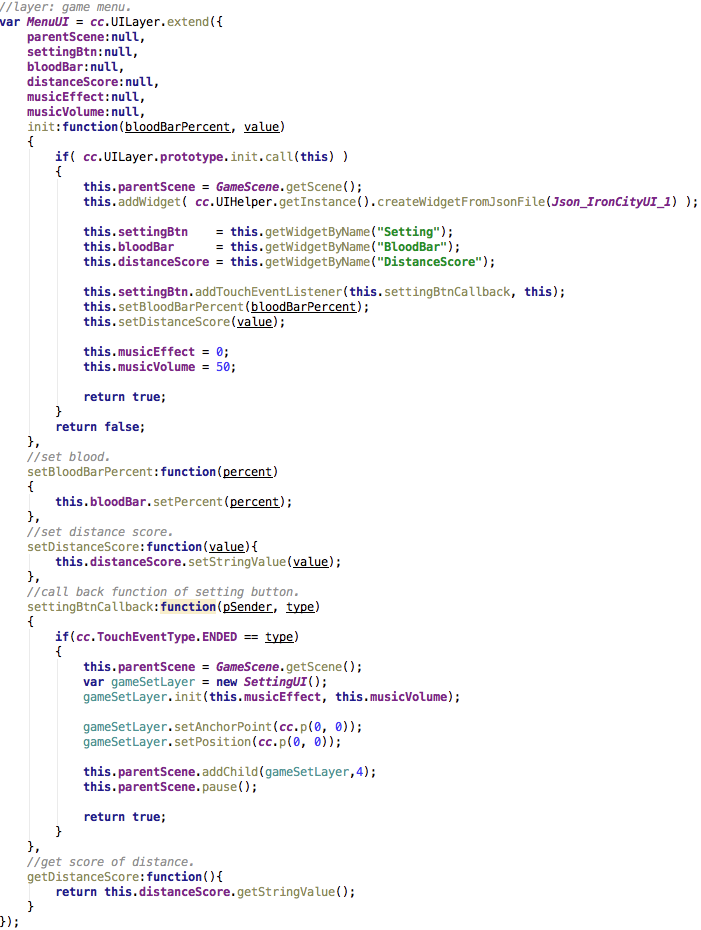 //layer: game menu.
var MenuUI = cc.UILayer.extend({
    parentScene:null,
    settingBtn:null,
    bloodBar:null,
    distanceScore:null,
    musicEffect:null,
    musicVolume:null,
    init:function(bloodBarPercent, value)
    {
        if( cc.UILayer.prototype.init.call(this) )
        {
            this.parentScene = GameScene.getScene();
            this.addWidget( cc.UIHelper.getInstance().createWidgetFromJsonFile(Json_IronCityUI_1) );

            this.settingBtn    = this.getWidgetByName("Setting");
            this.bloodBar      = this.getWidgetByName("BloodBar");
            this.distanceScore = this.getWidgetByName("DistanceScore");

            this.settingBtn.addTouchEventListener(this.settingBtnCallback, this);
            this.setBloodBarPercent(bloodBarPercent);
            this.setDistanceScore(value);

            this.musicEffect = 0;
            this.musicVolume = 50;

            return true;
        }
        return false;
    },
    //set blood.
    setBloodBarPercent:function(percent)
    {
        this.bloodBar.setPercent(percent);
    },
    //set distance score.
    setDistanceScore:function(value){
        this.distanceScore.setStringValue(value);
    },
    //call back function of setting button.
    settingBtnCallback:function(pSender, type)
    {
        if(cc.TouchEventType.ENDED == type)
        {
            this.parentScene = GameScene.getScene();
            var gameSetLayer = new SettingUI();
            gameSetLayer.init(this.musicEffect, this.musicVolume);

            gameSetLayer.setAnchorPoint(cc.p(0, 0));
            gameSetLayer.setPosition(cc.p(0, 0));

            this.parentScene.addChild(gameSetLayer,4);
            this.parentScene.pause();

            return true;
        }
    },
    //get score of distance.
    getDistanceScore:function(){
        return this.distanceScore.getStringValue();
    }
});